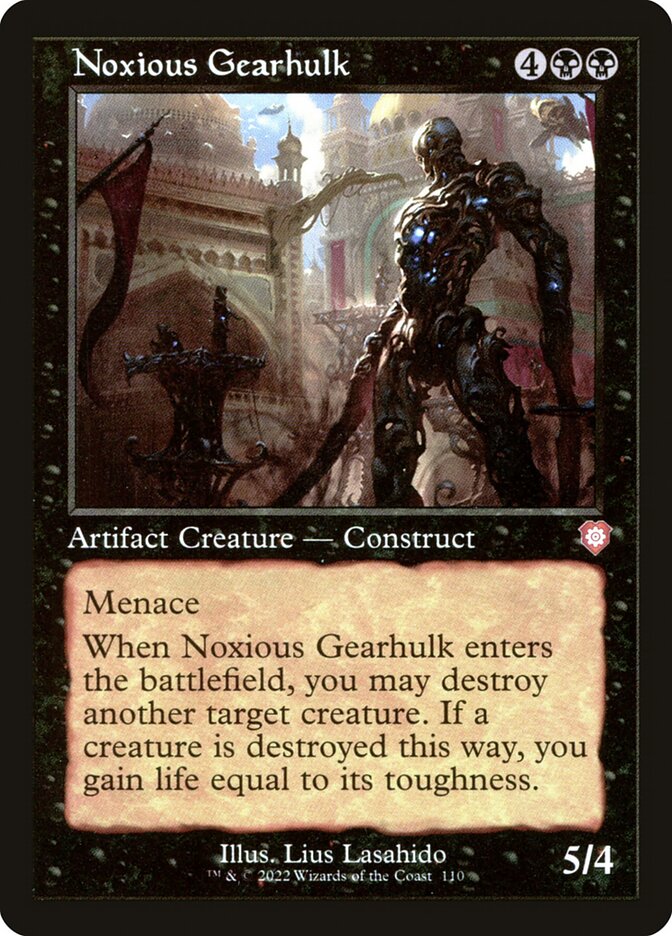 Noxious Gearhulk 4
Artifact Creature — Construct
Menace
When Noxious Gearhulk enters
the battlefield, you may destroy
another target creature. If a
creature is destroyed this way, you
gain life equal to its toughness.
Illus. Lius Lasahido
5/4
™ & © 2022 Wizards of the Coast 110